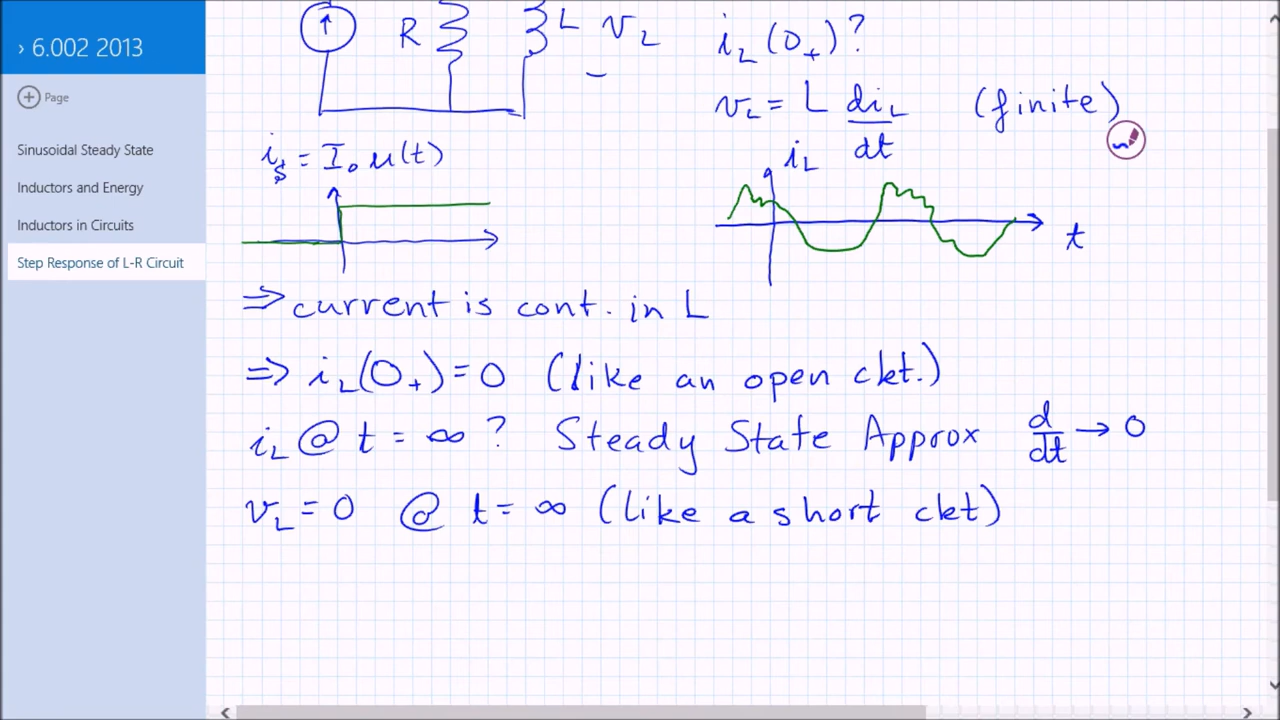 › 6.002 2013
Page
Sinusoidal Steady State
Inductors and Energy
Inductors in Circuits
Step Response of L-R Circuit
R L v_L
i_L(0_+)?
v_L = L di_L/dt (finite)
i_s = I_0 u(t)
i_L
t
⇒ current is cont. in L
⇒ i_L(0_+) = 0 (like an open ckt.)
i_L @ t = ∞ ? Steady State Approx d/dt → 0
v_L = 0 @ t = ∞ (like a short ckt)